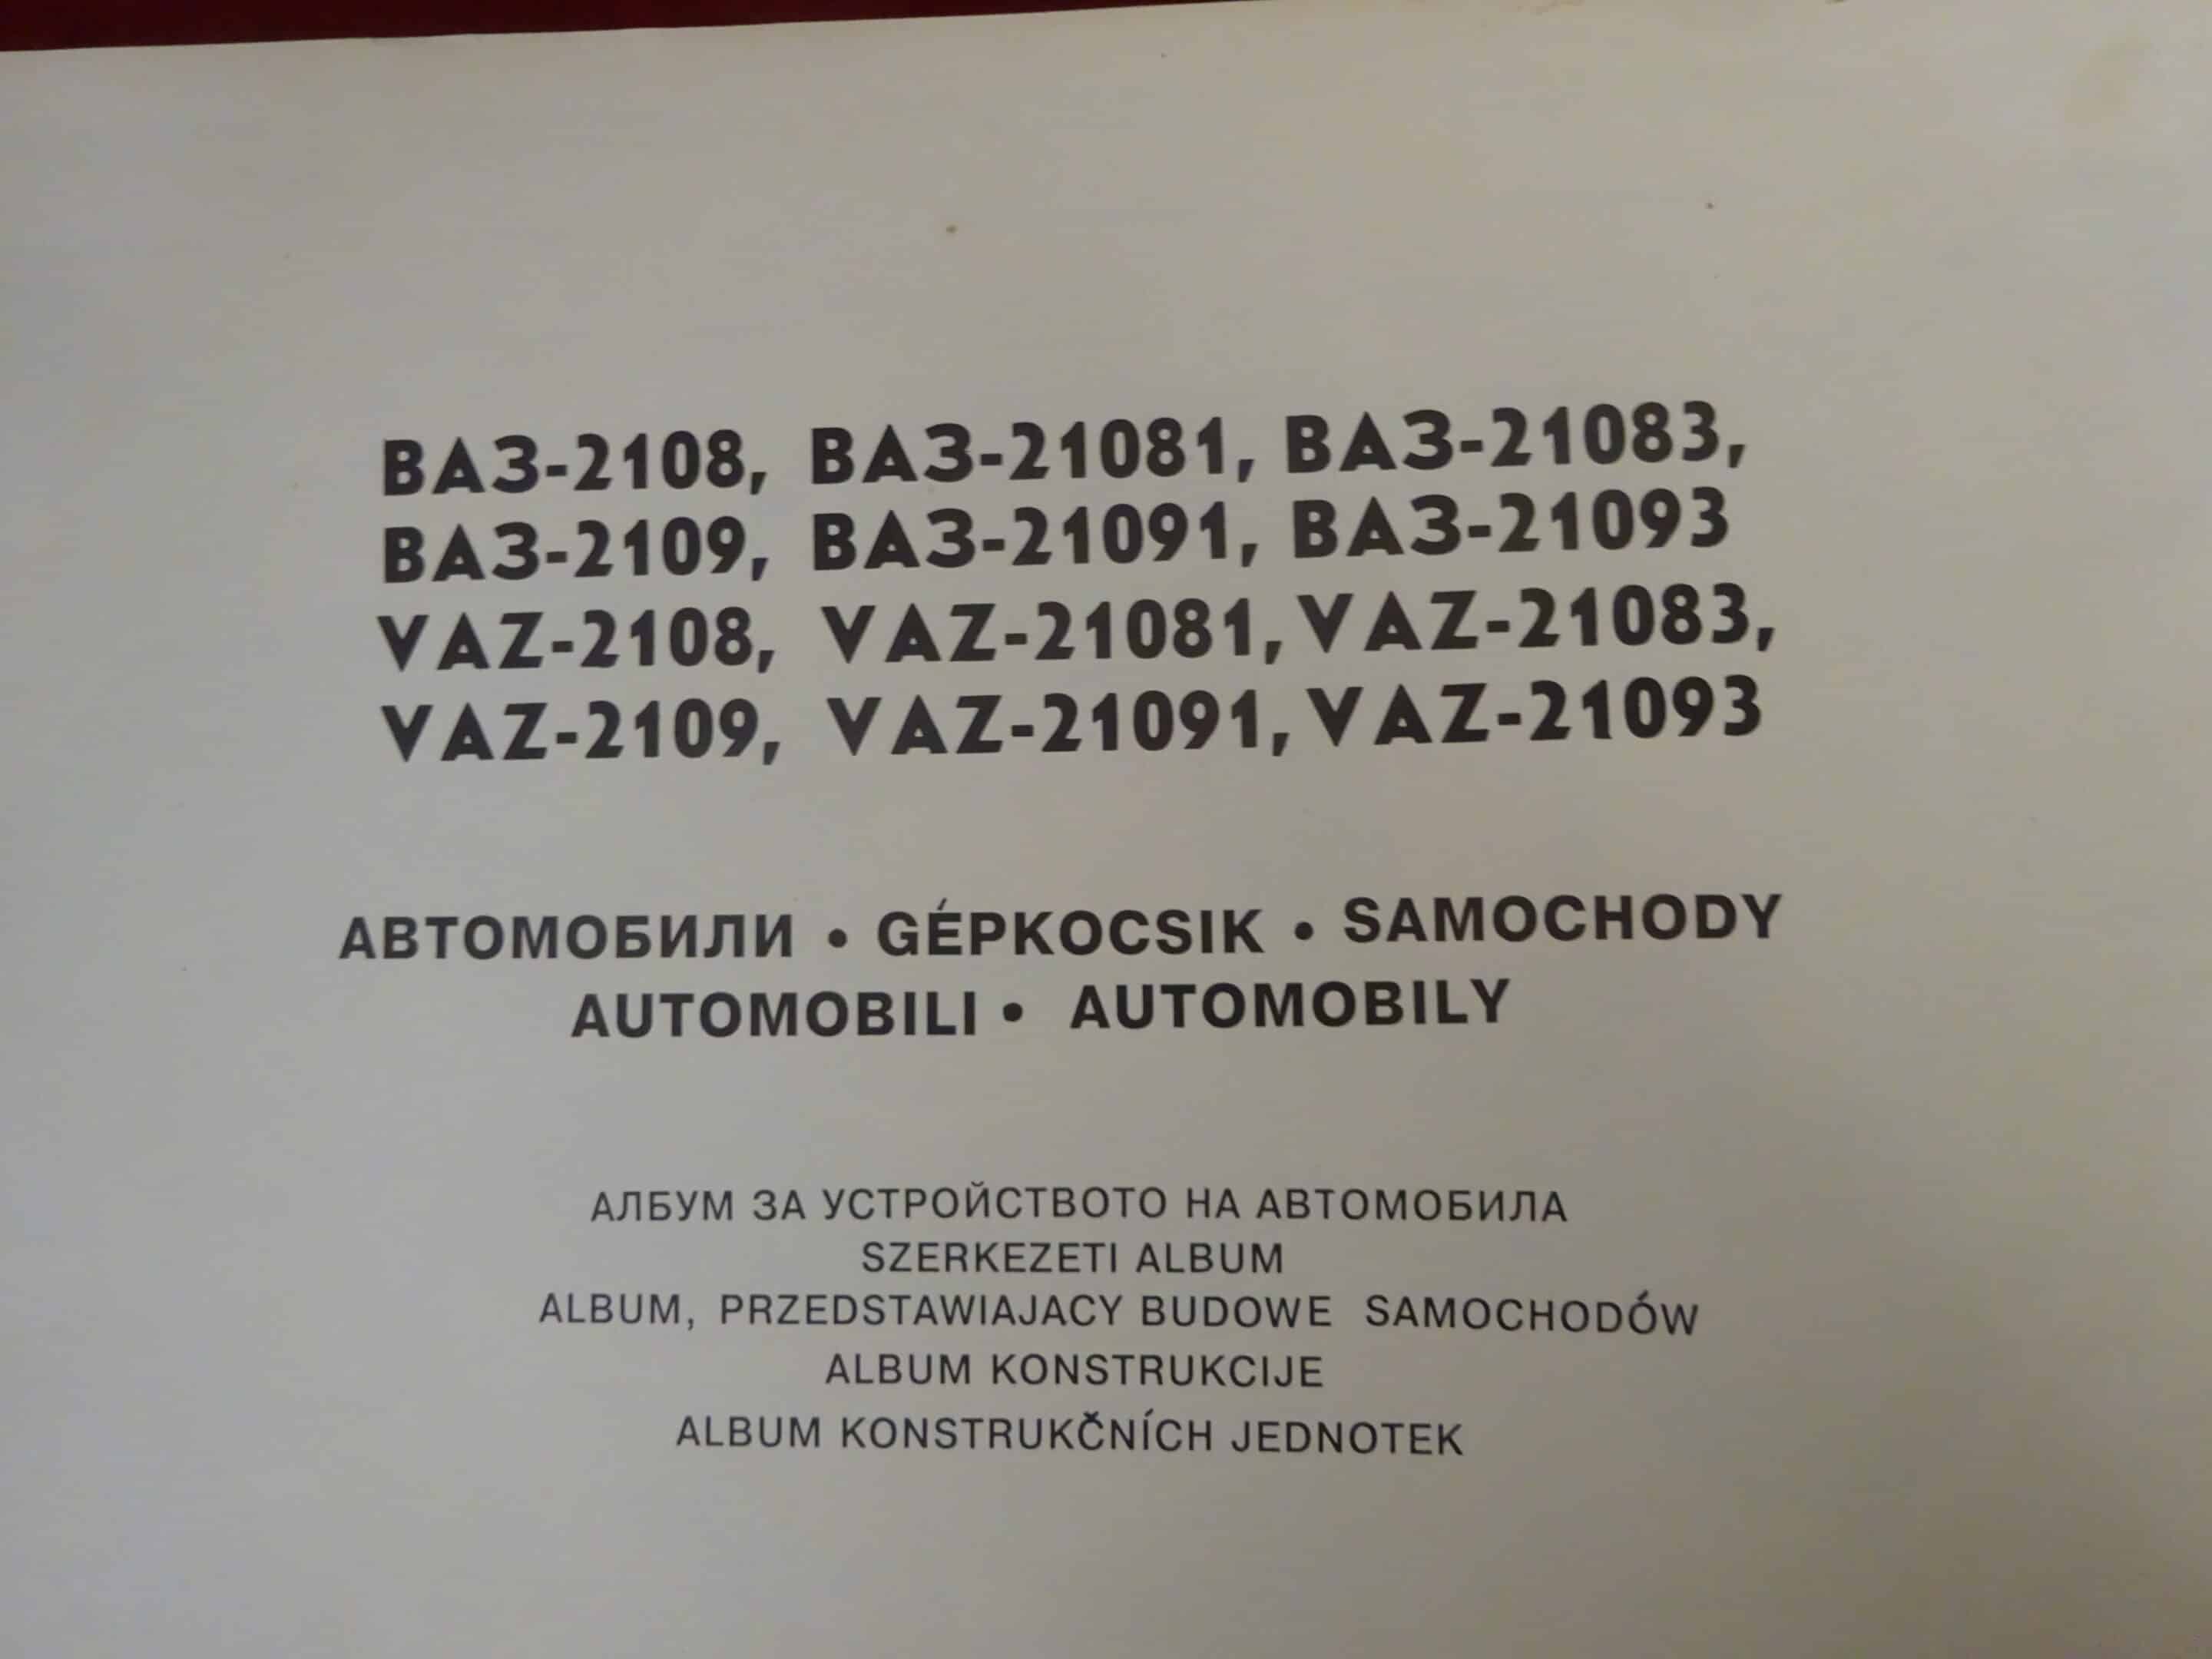 ВАЗ-2108, ВАЗ-21081, ВАЗ-21083,
ВАЗ-2109, ВАЗ-21091, ВАЗ-21093
VAZ-2108, VAZ-21081, VAZ-21083,
VAZ-2109, VAZ-21091, VAZ-21093
АВТОМОБИЛИ • GÉPKOCSIK • SAMOCHODY
AUTOMOBILI • AUTOMOBILY
АЛБУМ ЗА УСТРОЙСТВОТО НА АВТОМОБИЛА
SZERKEZETI ALBUM
ALBUM, PRZEDSTAWIAJACY BUDOWE SAMOCHODÓW
ALBUM KONSTRUKCIJE
ALBUM KONSTRUKČNÍCH JEDNOTEK